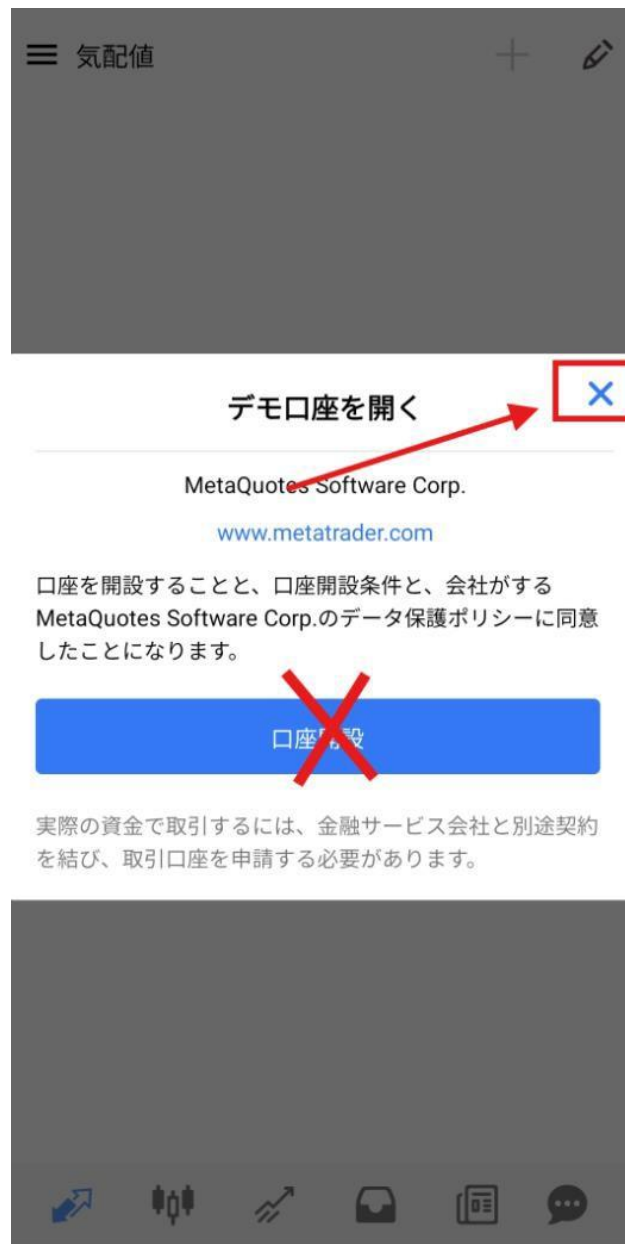 気配値
デモ口座を開く
MetaQuotes Software Corp.
www.metatrader.com
口座を開設することと、口座開設条件と、会社がする
MetaQuotes Software Corp.のデータ保護ポリシーに同意
したことになります。
口座開設
実際の資金で取引するには、金融サービス会社と別途契約
を結び、取引口座を申請する必要があります。